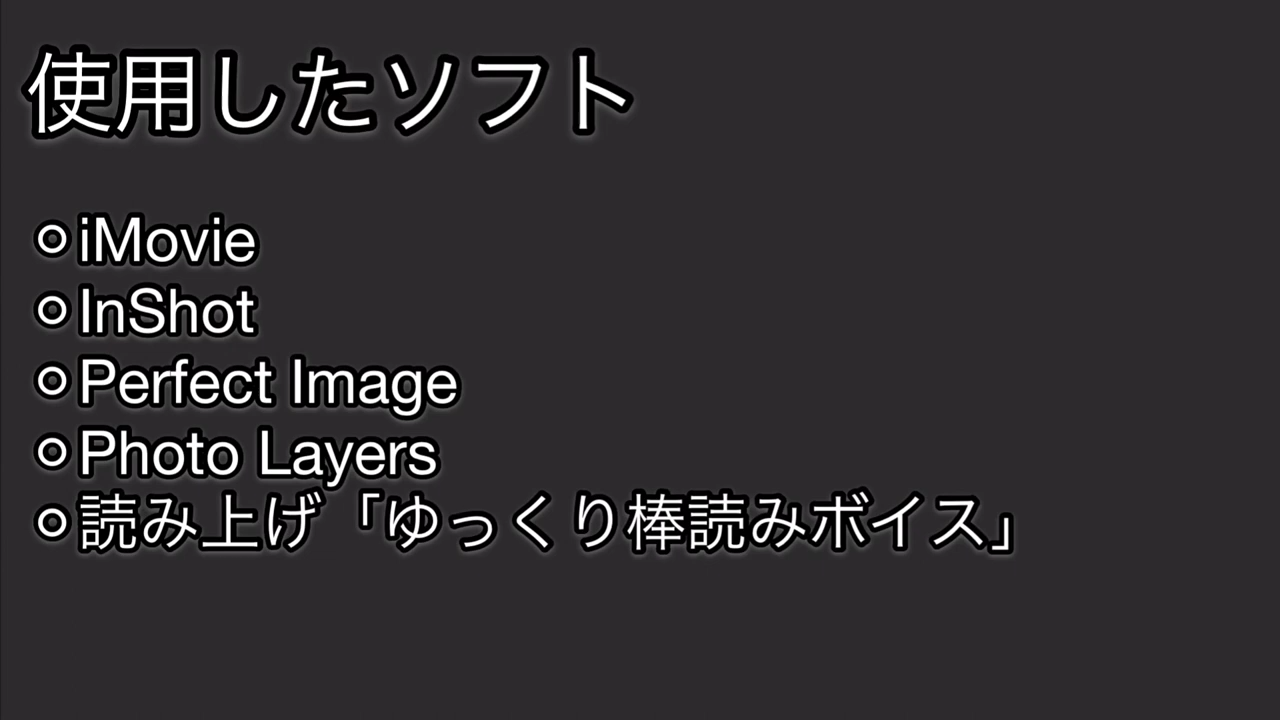 使用したソフト
⚪︎iMovie
⚪︎InShot
⚪︎Perfect Image
⚪︎Photo Layers
⚪︎読み上げ「ゆっくり棒読みボイス」